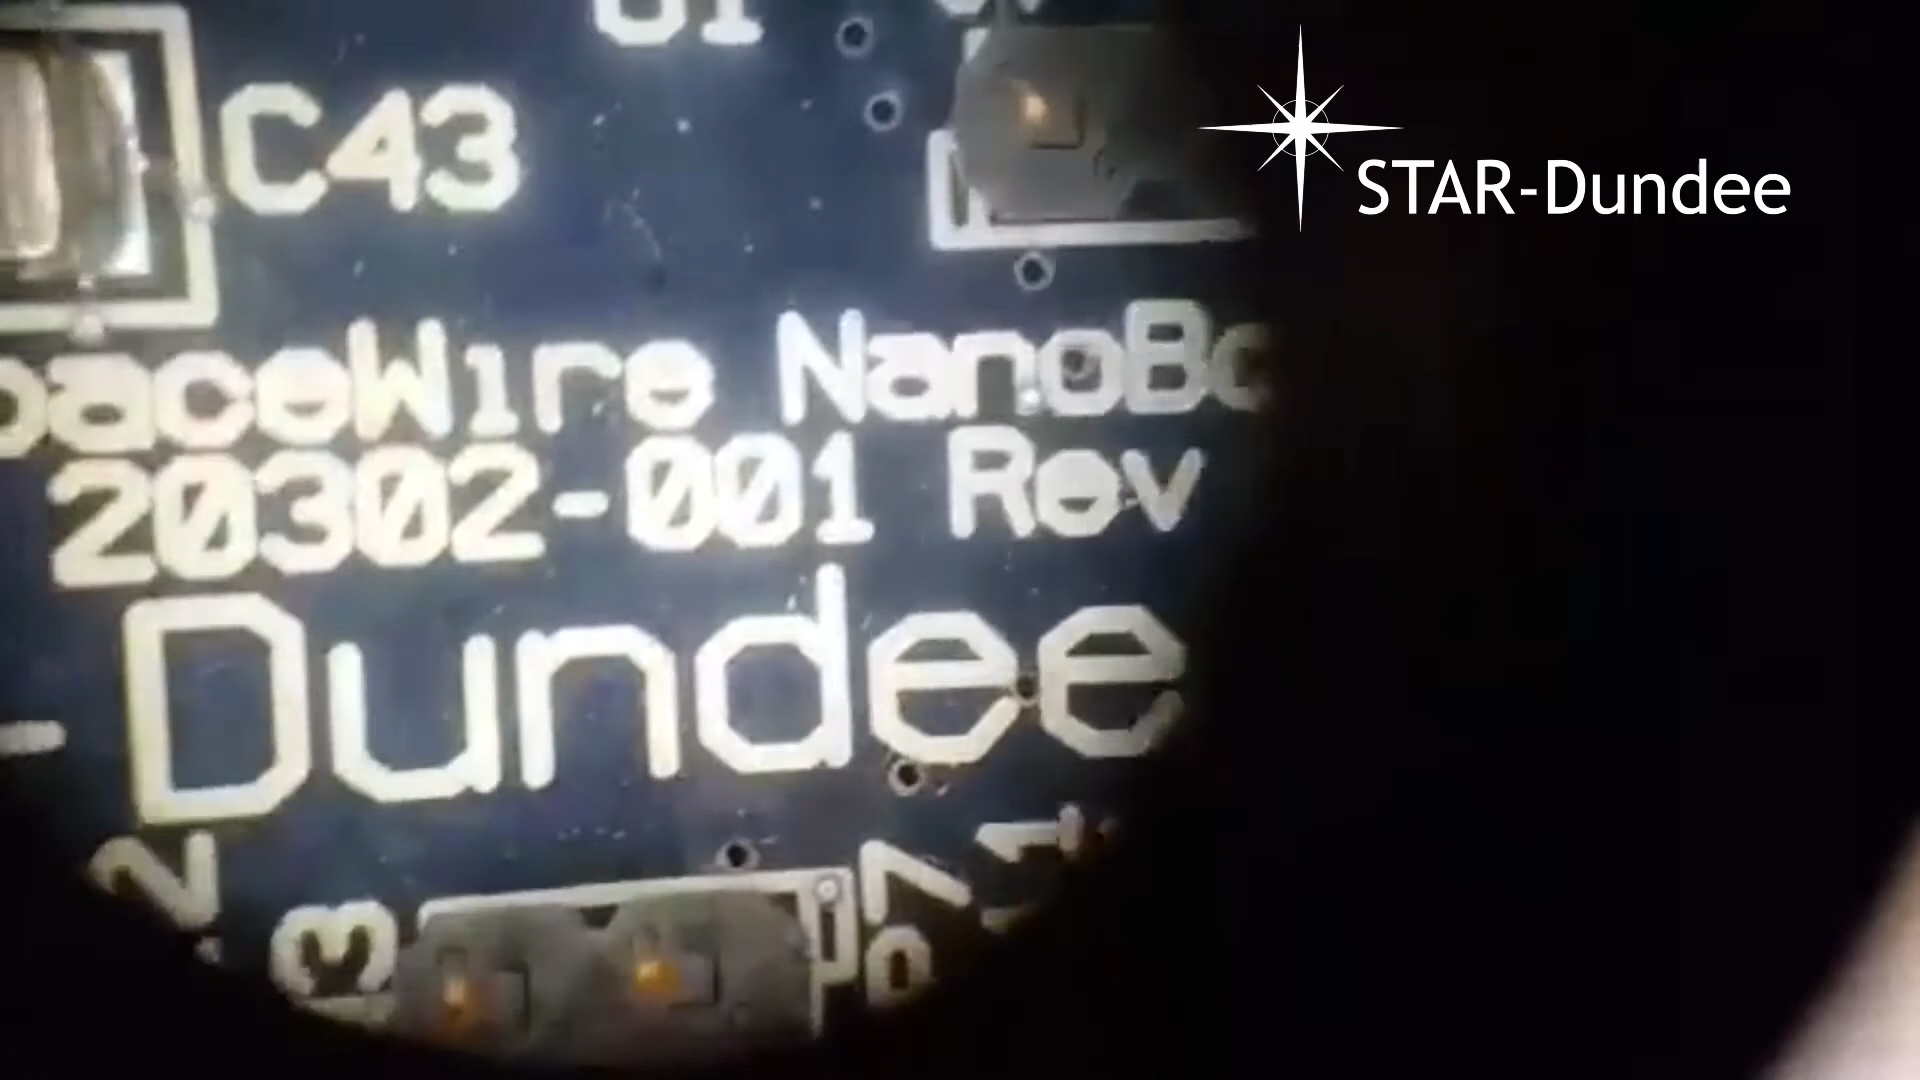 C43
STAR-Dundee
paceWire NanoBo
20302-001 Rev
-Dundee